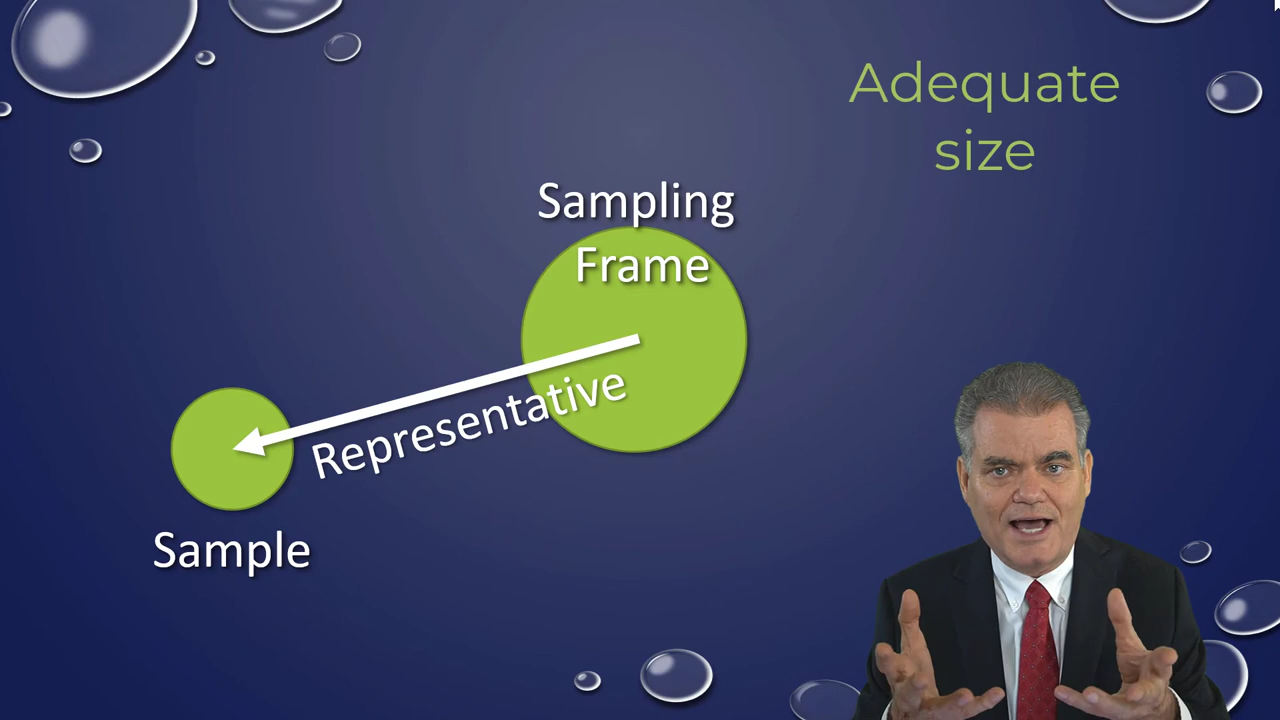 Adequate
size
Sampling
Frame
Representative
Sample